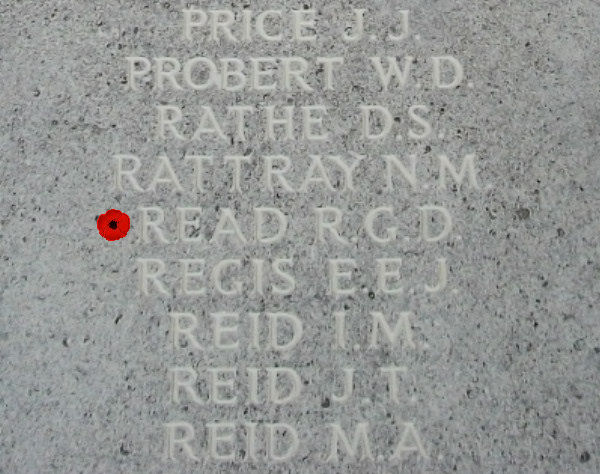 PRICE J.J.
PROBERT W.D.
RATHE D.S.
RATTRAY N.M.
READ R.G.D.
REGIS E.E.J.
REID I.M.
REID J.T.
REID M.A.